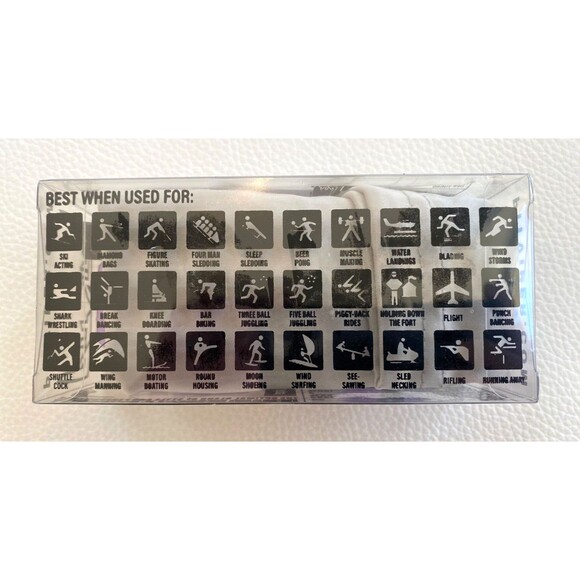 BEST WHEN USED FOR:
SKI ACTING
DIAMOND BAGS
FIGURE SKATING
FOUR MAN SLEDDING
SLEEP SLEDDING
BEER PONG
MUSCLE MAKING
WATER LANDINGS
BLADING
WIND STORMS
SHARK WRESTLING
BREAK DANCING
KNEE BOARDING
BAR BIKING
THREE BALL JUGGLING
FIVE BALL JUGGLING
PIGGY-BACK RIDES
HOLDING DOWN THE FORT
FLIGHT
PUNCH DANCING
SHUTTLE COCK
WING MANNING
MOTOR BOATING
ROUND HOUSING
MOON SHOEING
WIND SURFING
SEE-SAWING
SLED NECKING
RIFLING
RUNNING AWAY